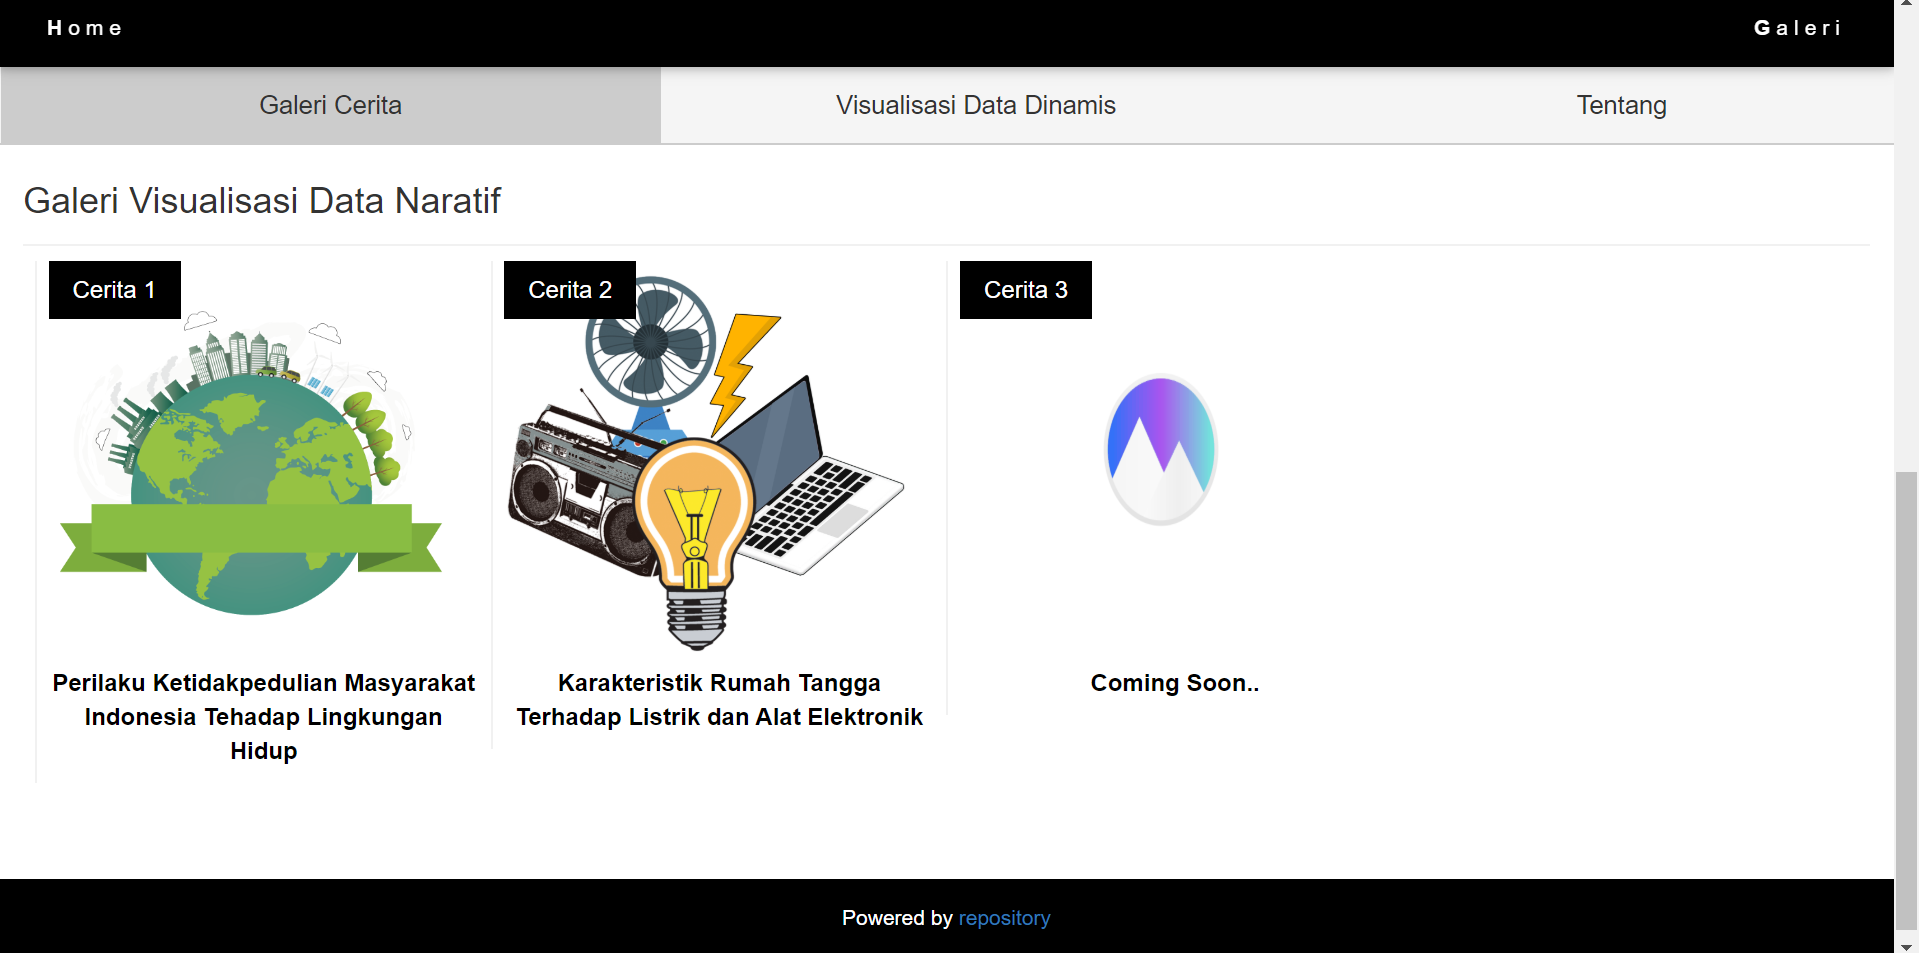 Home
Galeri
Galeri Cerita
Visualisasi Data Dinamis
Tentang
Galeri Visualisasi Data Naratif
Cerita 1
Cerita 2
Cerita 3
Perilaku Ketidakpedulian Masyarakat
Indonesia Tehadap Lingkungan
Hidup
Karakteristik Rumah Tangga
Terhadap Listrik dan Alat Elektronik
Coming Soon..
Powered by repository